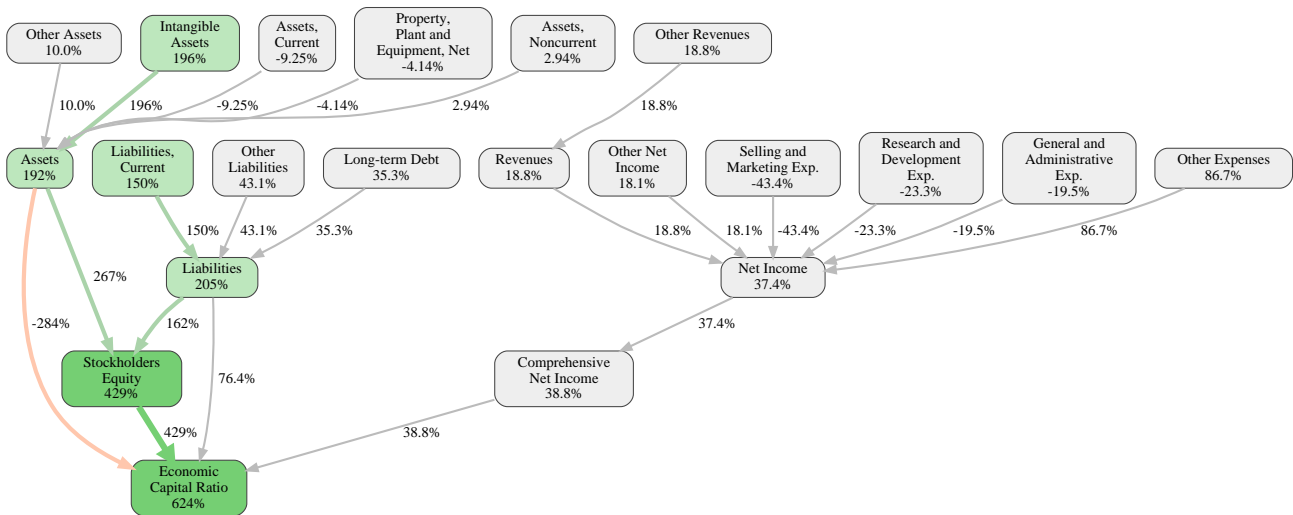 Other Assets
10.0%
Intangible
Assets
196%
Assets,
Current
-9.25%
Property,
Plant and
Equipment, Net
-4.14%
Assets,
Noncurrent
2.94%
Other Revenues
18.8%
10.0%
196%
-9.25%
-4.14%
2.94%
18.8%
Assets
192%
Liabilities,
Current
150%
Other
Liabilities
43.1%
Long-term Debt
35.3%
Revenues
18.8%
Other Net
Income
18.1%
Selling and
Marketing Exp.
-43.4%
Research and
Development
Exp.
-23.3%
General and
Administrative
Exp.
-19.5%
Other Expenses
86.7%
150%
43.1%
35.3%
18.8%
18.1%
-43.4%
-23.3%
-19.5%
86.7%
267%
Liabilities
205%
Net Income
37.4%
-284%
162%
37.4%
Stockholders
Equity
429%
76.4%
Comprehensive
Net Income
38.8%
429%
38.8%
Economic
Capital Ratio
624%